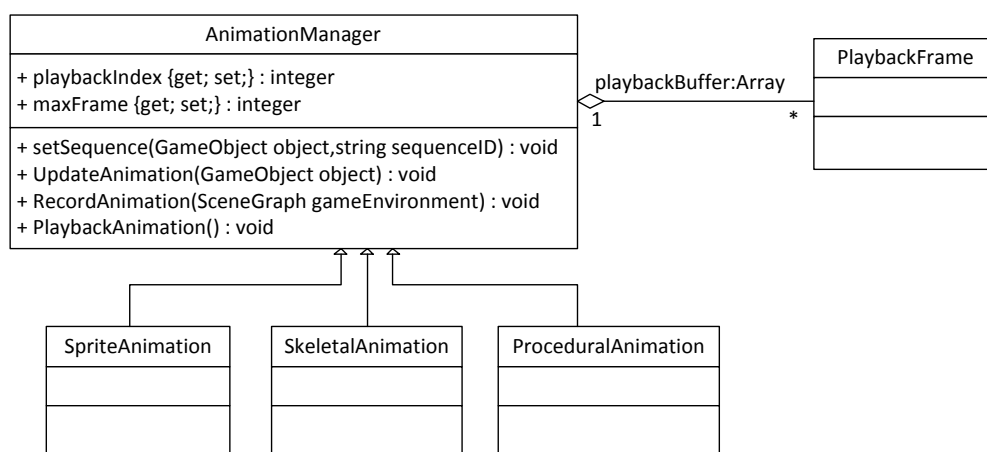 AnimationManager
+ playbackIndex {get; set;} : integer
+ maxFrame {get; set;} : integer
+ setSequence(GameObject object,string sequenceID) : void
+ UpdateAnimation(GameObject object) : void
+ RecordAnimation(SceneGraph gameEnvironment) : void
+ PlaybackAnimation() : void
playbackBuffer:Array
1
*
PlaybackFrame
SpriteAnimation
SkeletalAnimation
ProceduralAnimation